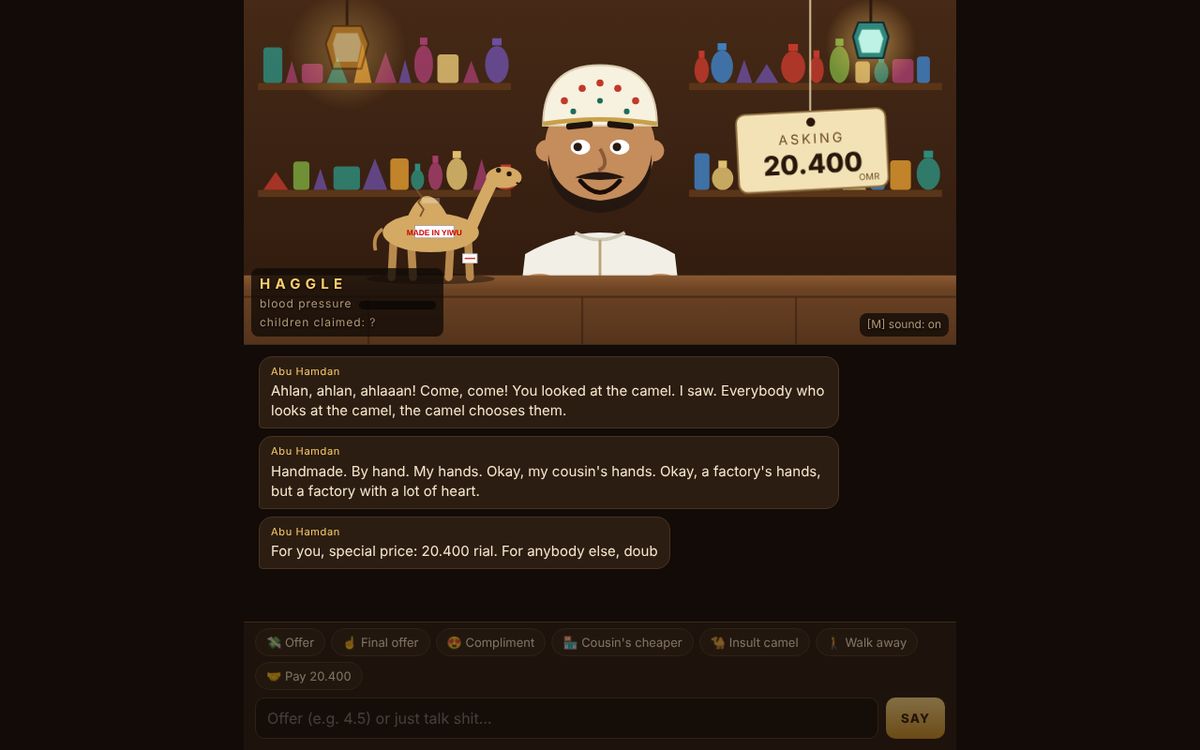 ASKING
20.400
OMR
MADE IN YIWU
HAGGLE
blood pressure
children claimed: ?
[M] sound: on
Abu Hamdan
Ahlan, ahlan, ahlaaan! Come, come! You looked at the camel. I saw. Everybody who
looks at the camel, the camel chooses them.
Abu Hamdan
Handmade. By hand. My hands. Okay, my cousin's hands. Okay, a factory's hands,
but a factory with a lot of heart.
Abu Hamdan
For you, special price: 20.400 rial. For anybody else, doub
💸 Offer
☝️ Final offer
😍 Compliment
🏪 Cousin's cheaper
🐪 Insult camel
🚶 Walk away
🤝 Pay 20.400
Offer (e.g. 4.5) or just talk shit...
SAY